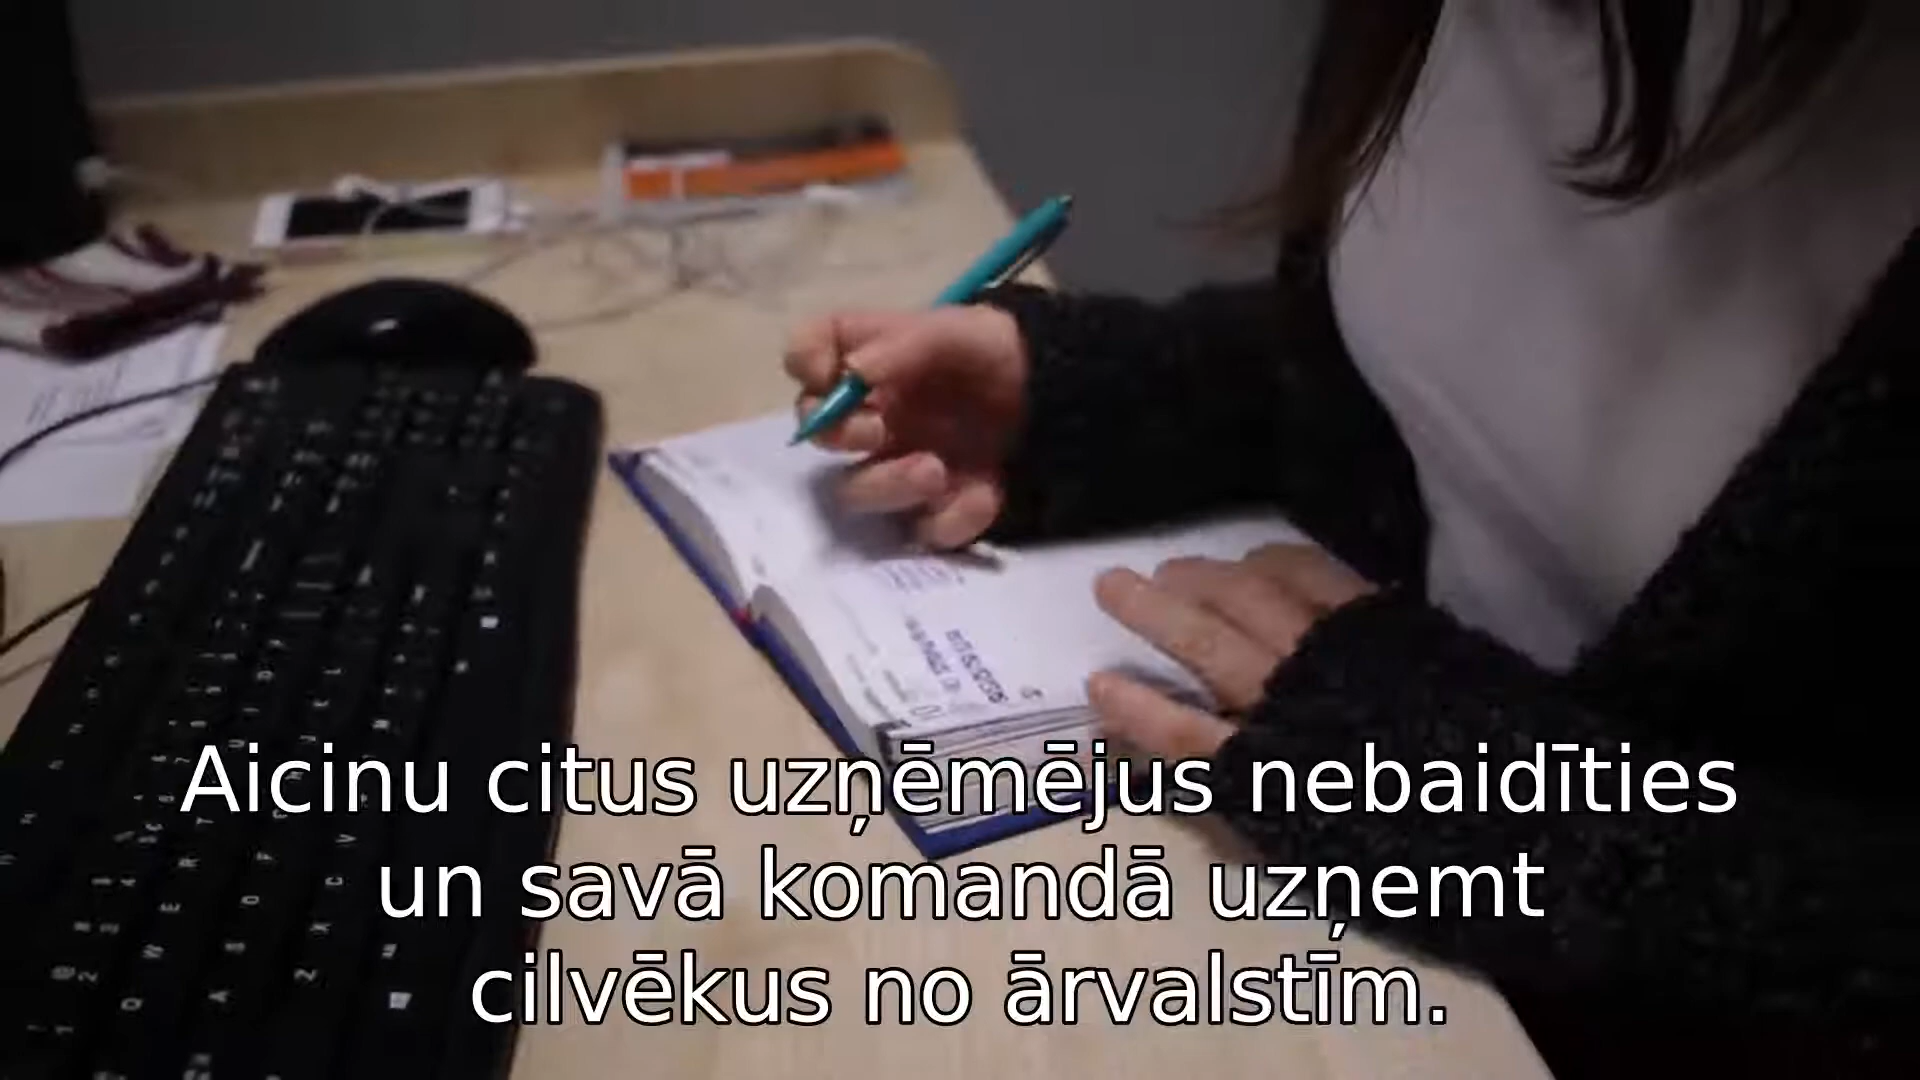 Aicinu citus uzņēmējus nebaidīties
un savā komandā uzņemt
cilvēkus no ārvalstīm.